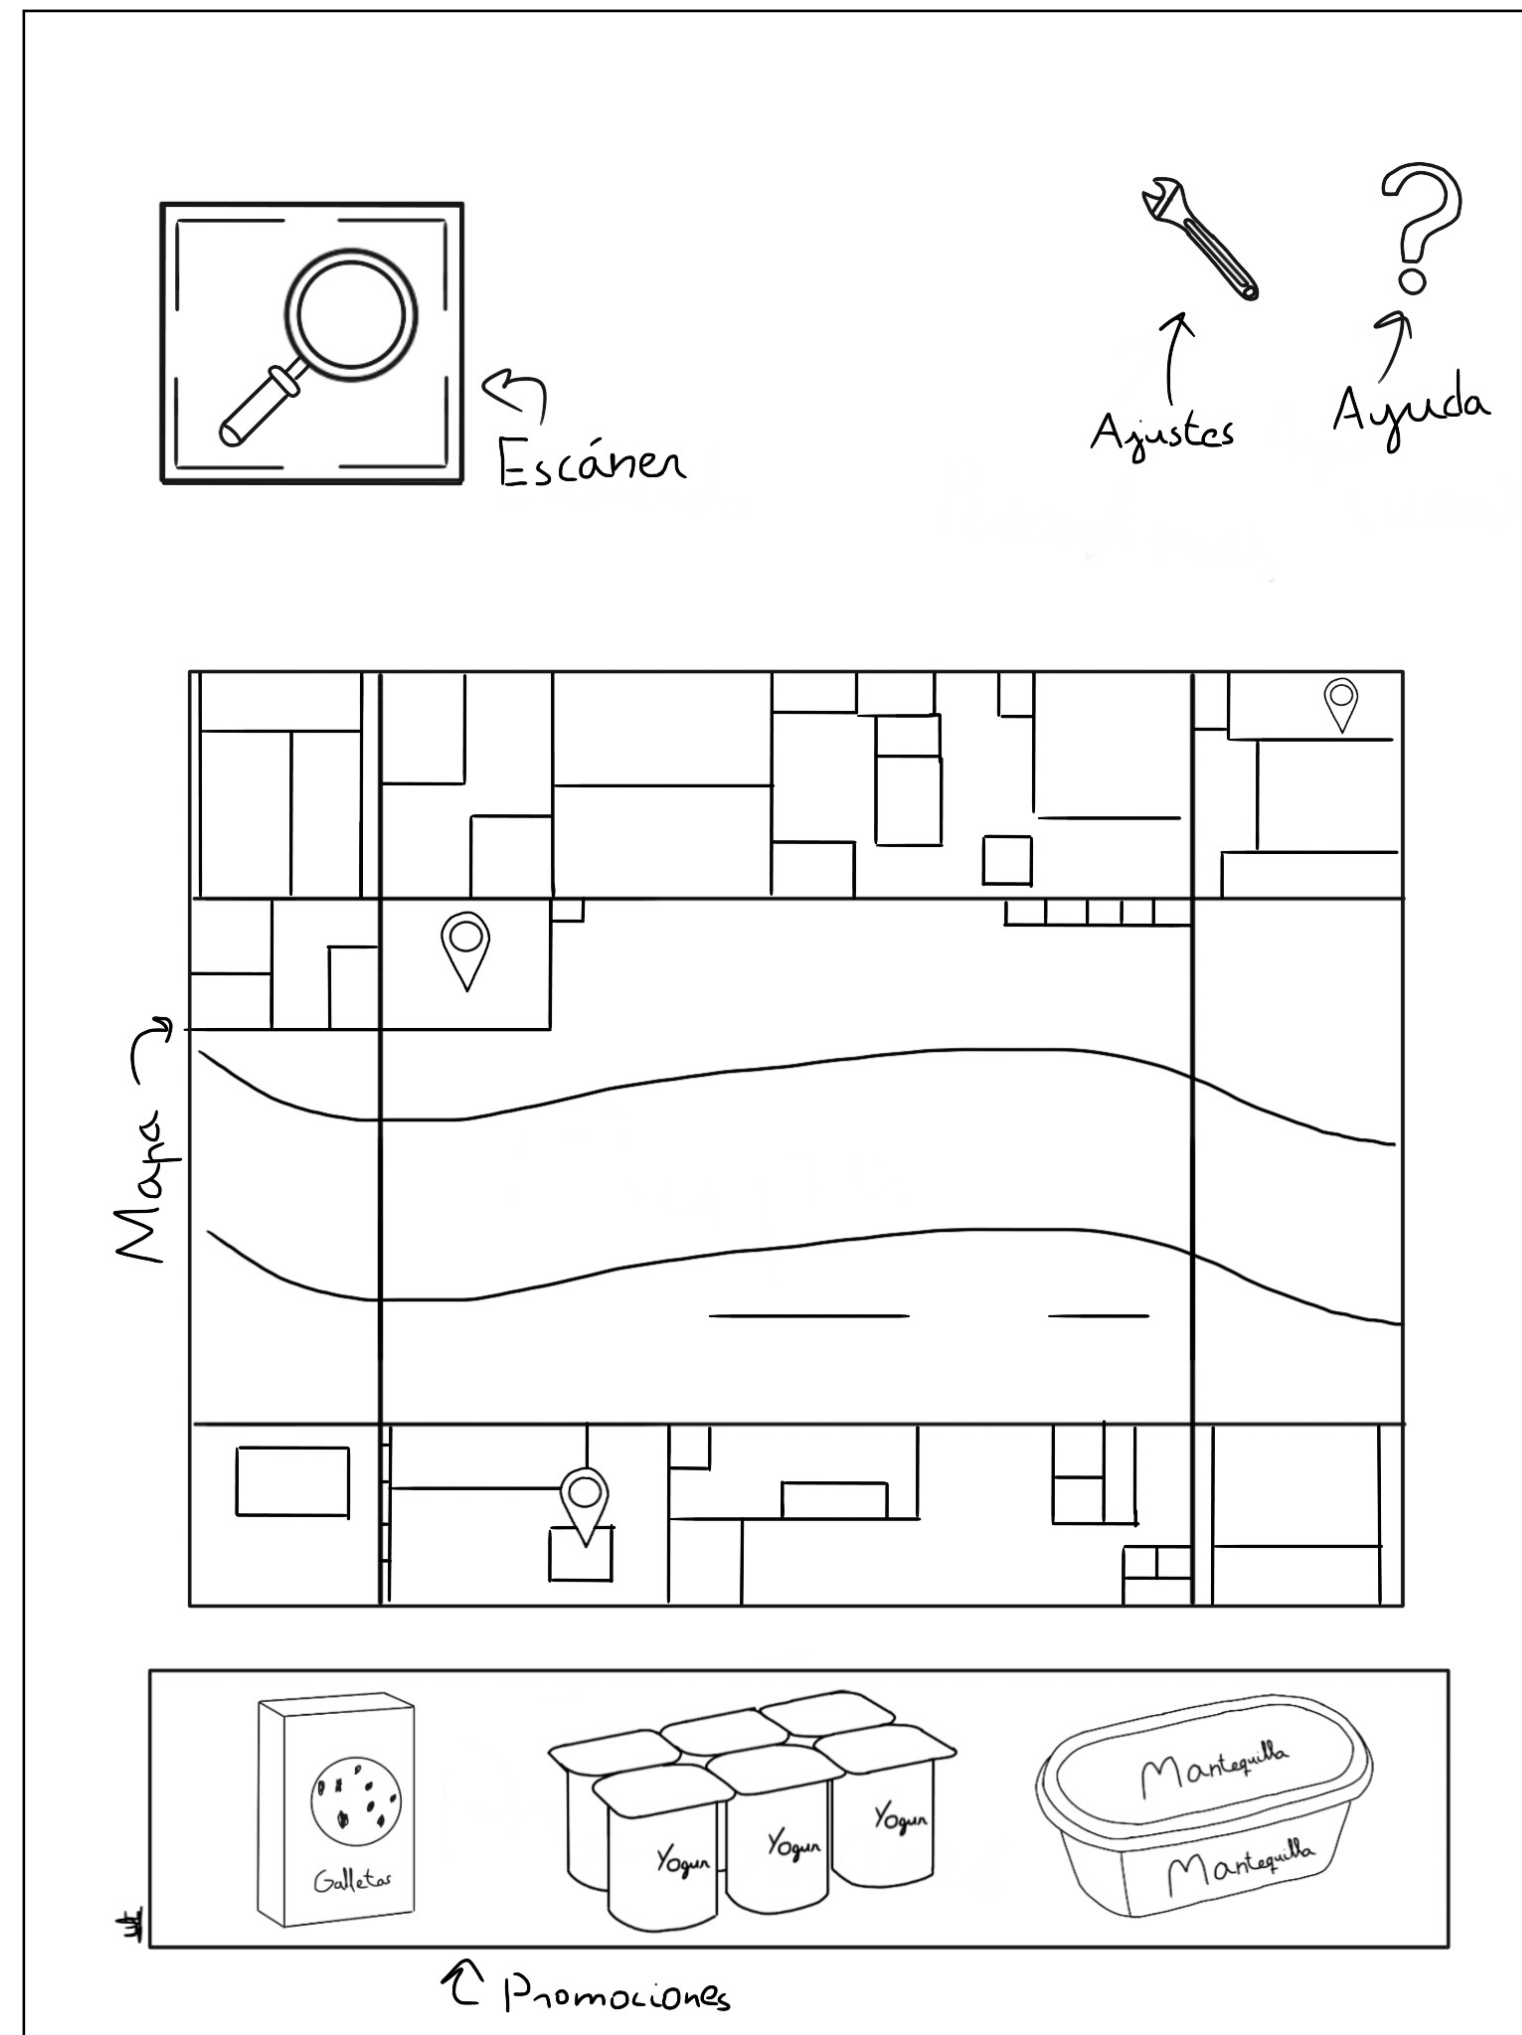 Escáner
Ajustes
Ayuda
Mapa
Galletas
Yogur
Yogur
Yogur
Mantequilla
Mantequilla
Promociones